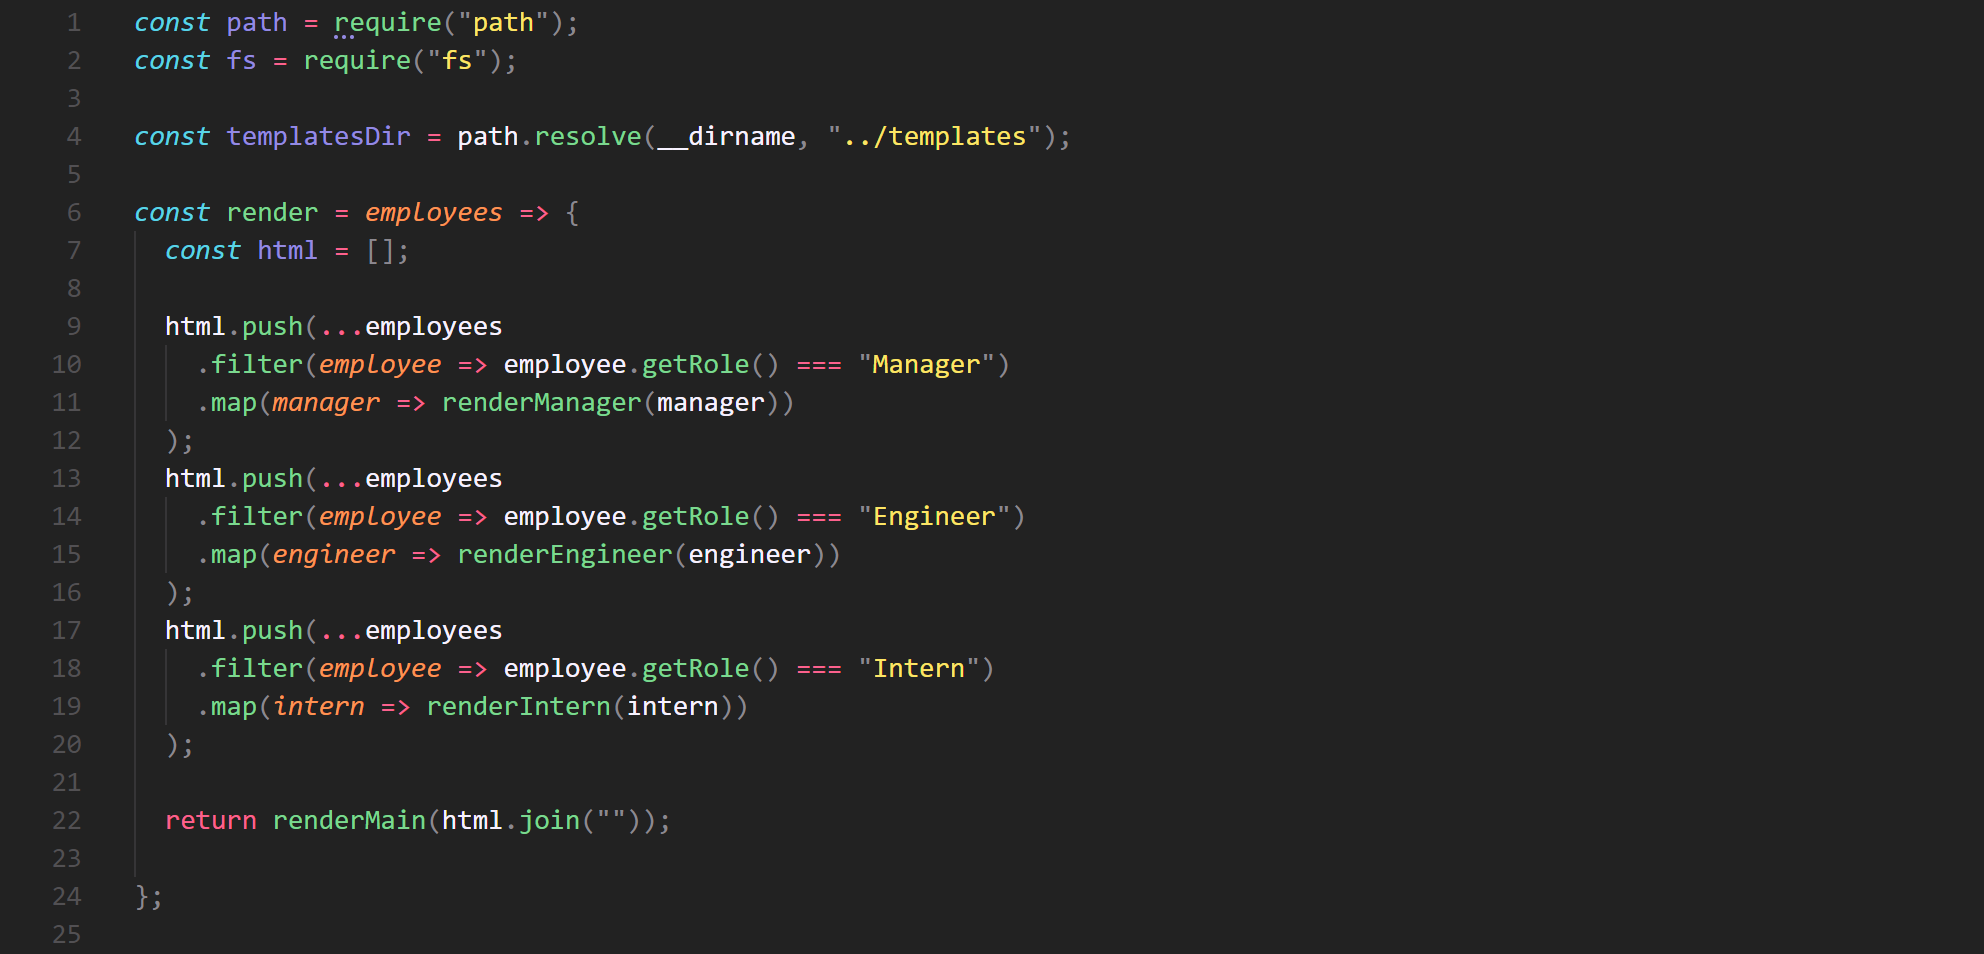 1 const path = require("path");
2 const fs = require("fs");
3
4 const templatesDir = path.resolve(__dirname, "../templates");
5
6 const render = employees => {
7   const html = [];
8
9   html.push(...employees
10     .filter(employee => employee.getRole() === "Manager")
11     .map(manager => renderManager(manager))
12   );
13   html.push(...employees
14     .filter(employee => employee.getRole() === "Engineer")
15     .map(engineer => renderEngineer(engineer))
16   );
17   html.push(...employees
18     .filter(employee => employee.getRole() === "Intern")
19     .map(intern => renderIntern(intern))
20   );
21
22   return renderMain(html.join(""));
23
24 };
25